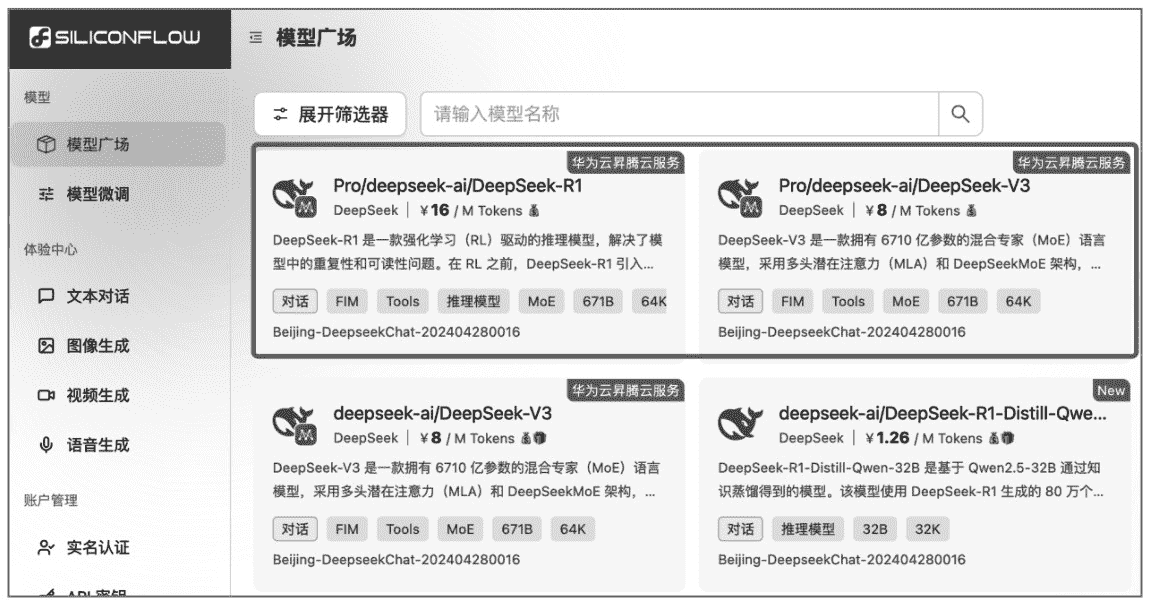 SILICONFLOW
模型
模型广场
模型微调
体验中心
文本对话
图像生成
视频生成
语音生成
账户管理
实名认证
API 密钥
模型广场
展开筛选器
请输入模型名称
华为云昇腾云服务
Pro/deepseek-ai/DeepSeek-R1
DeepSeek | ¥16 / M Tokens
DeepSeek-R1 是一款强化学习（RL）驱动的推理模型，解决了模
型中的重复性和可读性问题。在 RL 之前，DeepSeek-R1 引入...
对话 FIM Tools 推理模型 MoE 671B 64K
Beijing-DeepseekChat-202404280016
华为云昇腾云服务
Pro/deepseek-ai/DeepSeek-V3
DeepSeek | ¥8 / M Tokens
DeepSeek-V3 是一款拥有 6710 亿参数的混合专家（MoE）语言
模型，采用多头潜在注意力（MLA）和 DeepSeekMoE 架构，...
对话 FIM Tools MoE 671B 64K
Beijing-DeepseekChat-202404280016
华为云昇腾云服务
deepseek-ai/DeepSeek-V3
DeepSeek | ¥8 / M Tokens
DeepSeek-V3 是一款拥有 6710 亿参数的混合专家（MoE）语言
模型，采用多头潜在注意力（MLA）和 DeepSeekMoE 架构，...
对话 FIM Tools MoE 671B 64K
Beijing-DeepseekChat-202404280016
New
deepseek-ai/DeepSeek-R1-Distill-Qwe...
DeepSeek | ¥1.26 / M Tokens
DeepSeek-R1-Distill-Qwen-32B 是基于 Qwen2.5-32B 通过知
识蒸馏得到的模型。该模型使用 DeepSeek-R1 生成的 80 万个...
对话 推理模型 32B 32K
Beijing-DeepseekChat-202404280016